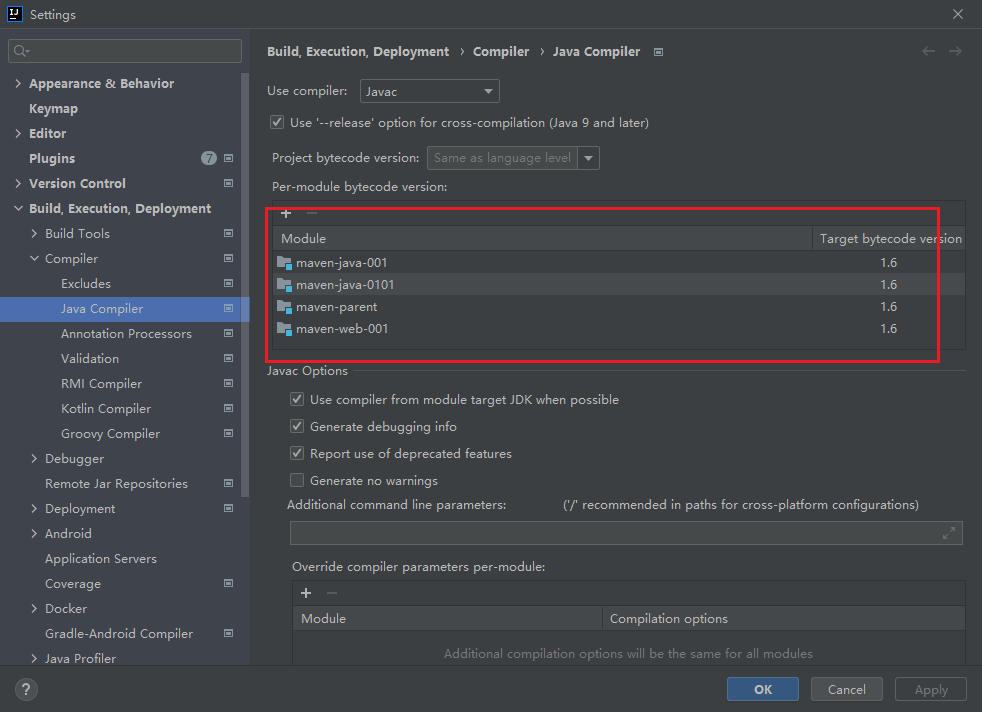 IJ
Settings
Appearance & Behavior
Keymap
Editor
Plugins 7
Version Control
Build, Execution, Deployment
Build Tools
Compiler
Excludes
Java Compiler
Annotation Processors
Validation
RMI Compiler
Kotlin Compiler
Groovy Compiler
Debugger
Remote Jar Repositories
Deployment
Android
Application Servers
Coverage
Docker
Gradle-Android Compiler
Java Profiler
?
Build, Execution, Deployment › Compiler › Java Compiler
Use compiler: Javac
Use '--release' option for cross-compilation (Java 9 and later)
Project bytecode version: Same as language level
Per-module bytecode version:
+ −
Module Target bytecode version
maven-java-001 1.6
maven-java-0101 1.6
maven-parent 1.6
maven-web-001 1.6
Javac Options
Use compiler from module target JDK when possible
Generate debugging info
Report use of deprecated features
Generate no warnings
Additional command line parameters: ('/' recommended in paths for cross-platform configurations)
Override compiler parameters per-module:
+ −
Module Compilation options
Additional compilation options will be the same for all modules
OK Cancel Apply